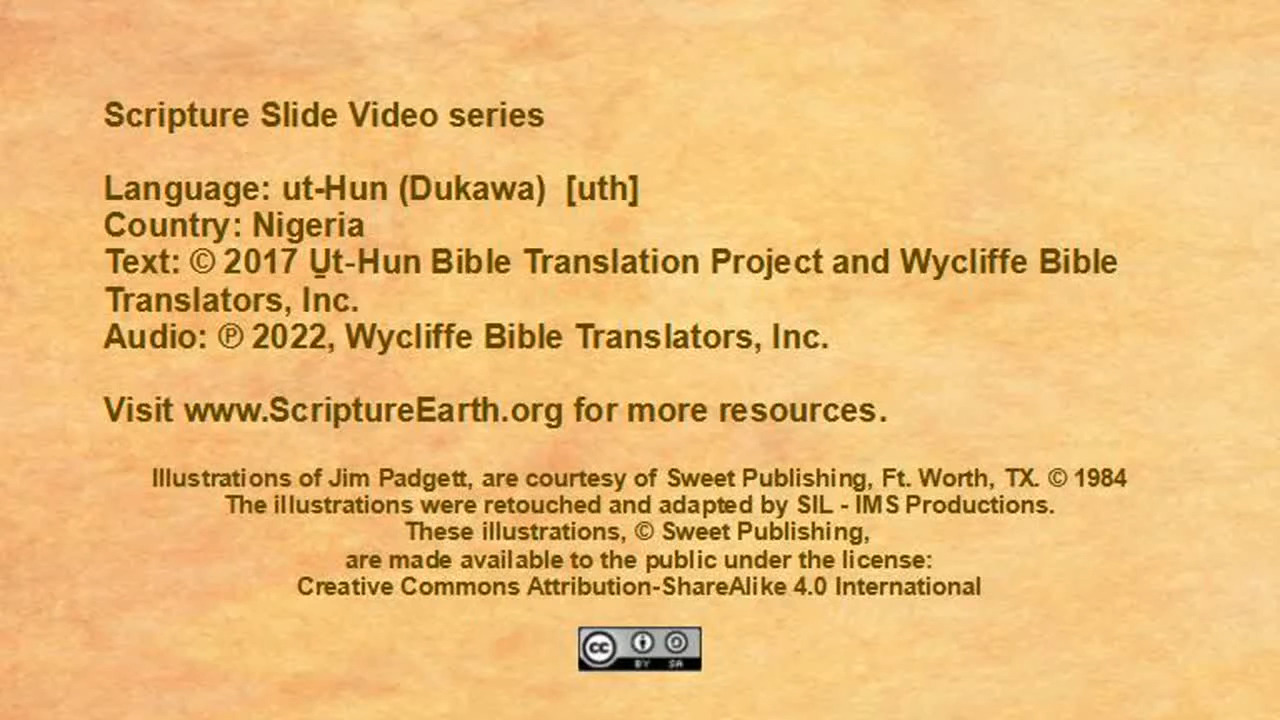 Scripture Slide Video series
Language: ut-Hun (Dukawa)  [uth]
Country: Nigeria
Text: © 2017 U̱t-Hun Bible Translation Project and Wycliffe Bible
Translators, Inc.
Audio: ℗ 2022, Wycliffe Bible Translators, Inc.
Visit www.ScriptureEarth.org for more resources.
Illustrations of Jim Padgett, are courtesy of Sweet Publishing, Ft. Worth, TX. © 1984
The illustrations were retouched and adapted by SIL - IMS Productions.
These illustrations, © Sweet Publishing,
are made available to the public under the license:
Creative Commons Attribution-ShareAlike 4.0 International
cc BY SA